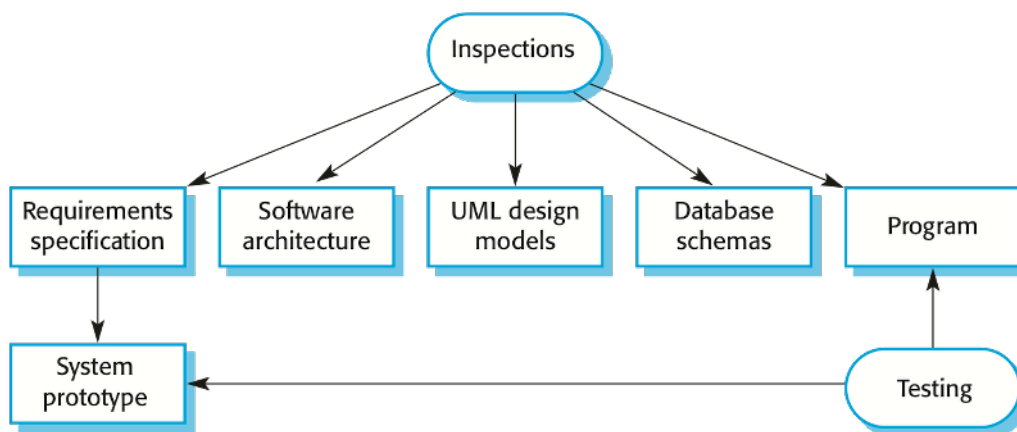 Inspections
Requirements
specification
Software
architecture
UML design
models
Database
schemas
Program
System
prototype
Testing